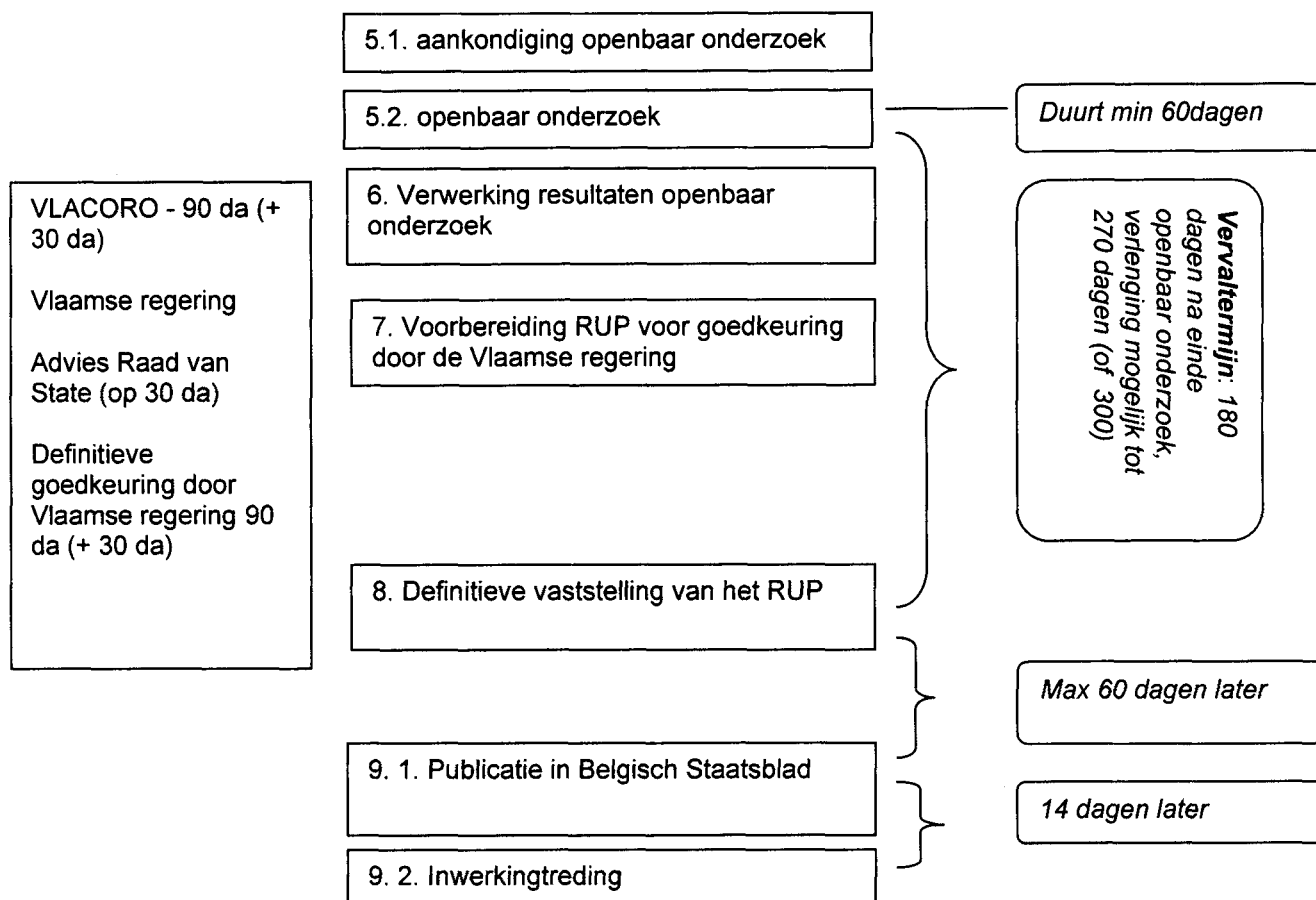 5.1. aankondiging openbaar onderzoek
5.2. openbaar onderzoek
Duurt min 60dagen
VLACORO - 90 da (+
30 da)
Vlaamse regering
Advies Raad van
State (op 30 da)
Definitieve
goedkeuring door
Vlaamse regering 90
da (+ 30 da)
6. Verwerking resultaten openbaar
onderzoek
7. Voorbereiding RUP voor goedkeuring
door de Vlaamse regering
Vervaltermijn: 180
dagen na einde
openbaar onderzoek,
verlenging mogelijk tot
270 dagen (of 300)
8. Definitieve vaststelling van het RUP
Max 60 dagen later
9. 1. Publicatie in Belgisch Staatsblad
14 dagen later
9. 2. Inwerkingtreding